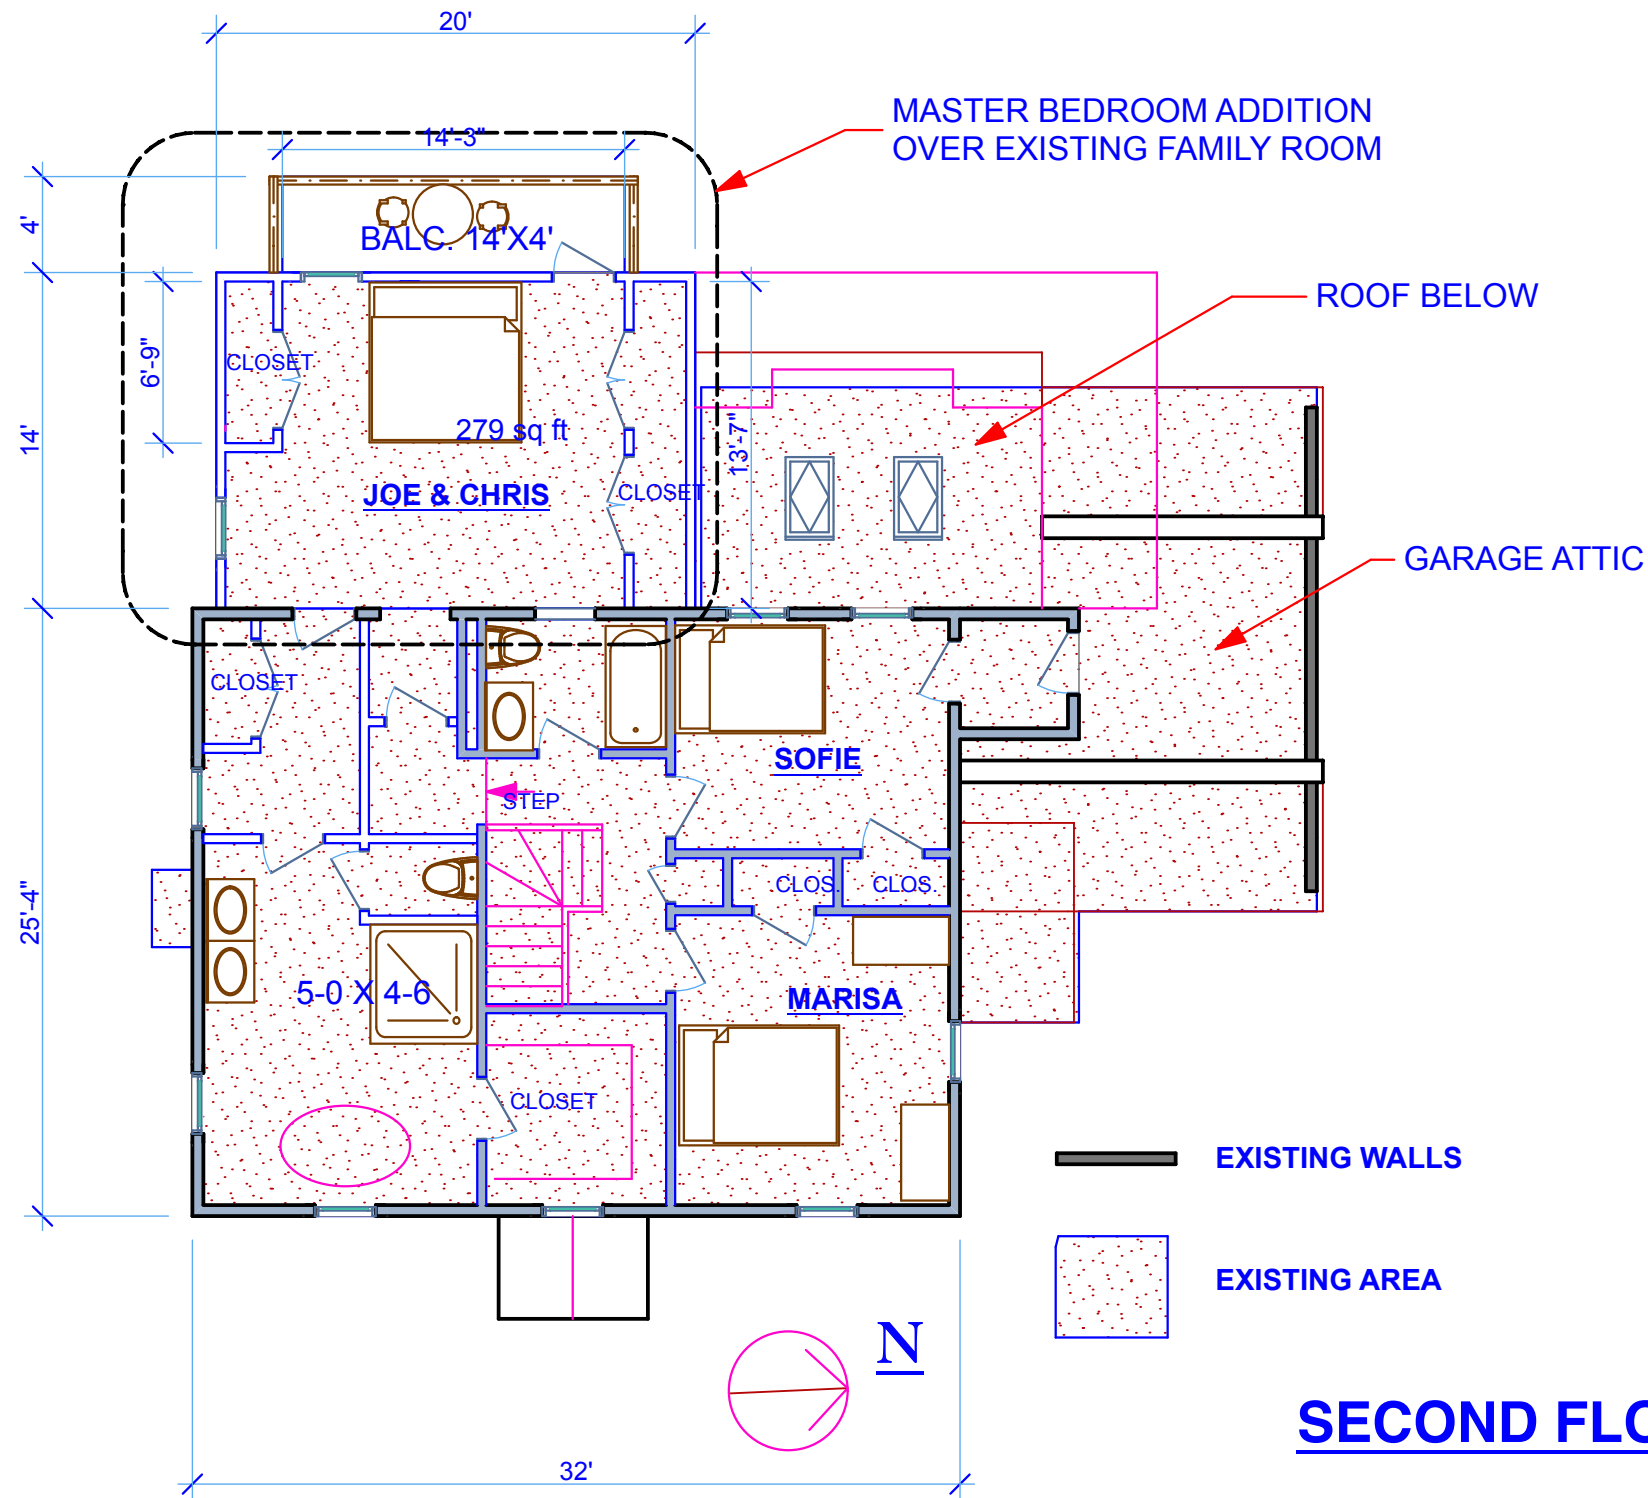 20'
MASTER BEDROOM ADDITION
OVER EXISTING FAMILY ROOM
14'-3"
4'
BALC. 14'X4'
ROOF BELOW
6'-9"
CLOSET
14'
279 sq ft
13'-7"
JOE & CHRIS
CLOSET
GARAGE ATTIC
CLOSET
SOFIE
STEP
CLOS.
CLOS.
25'-4"
5-0 X 4-6
MARISA
CLOSET
EXISTING WALLS
EXISTING AREA
N
SECOND FLO
32'